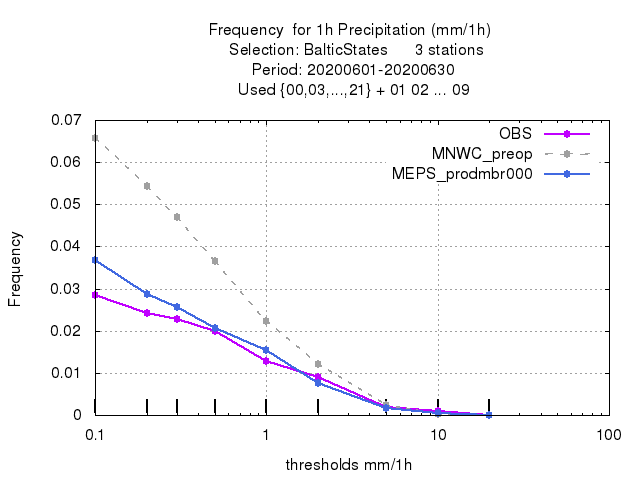 Frequency for 1h Precipitation (mm/1h)
Selection: BalticStates 3 stations
Period: 20200601-20200630
Used {00,03,...,21} + 01 02 ... 09
OBS
MNWC_preop
MEPS_prodmbr000
0.07
0.06
0.05
0.04
0.03
0.02
0.01
0
Frequency
0.1 1 10 100
thresholds mm/1h